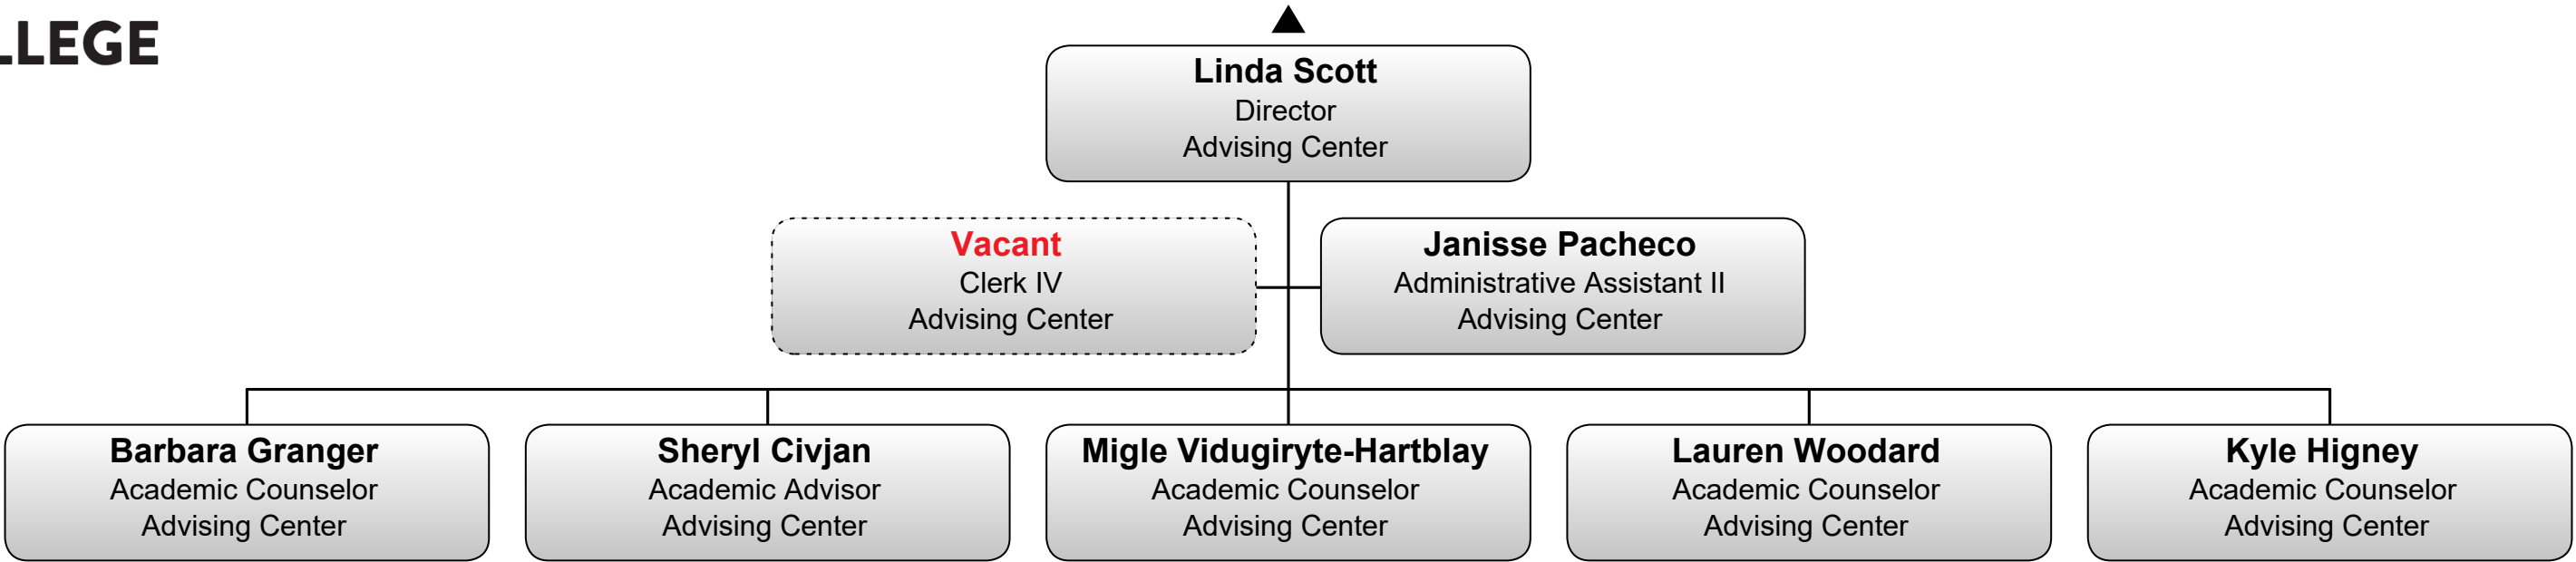 LLEGE
Linda Scott
Director
Advising Center
Vacant
Clerk IV
Advising Center
Janisse Pacheco
Administrative Assistant II
Advising Center
Barbara Granger
Academic Counselor
Advising Center
Sheryl Civjan
Academic Advisor
Advising Center
Migle Vidugiryte-Hartblay
Academic Counselor
Advising Center
Lauren Woodard
Academic Counselor
Advising Center
Kyle Higney
Academic Counselor
Advising Center